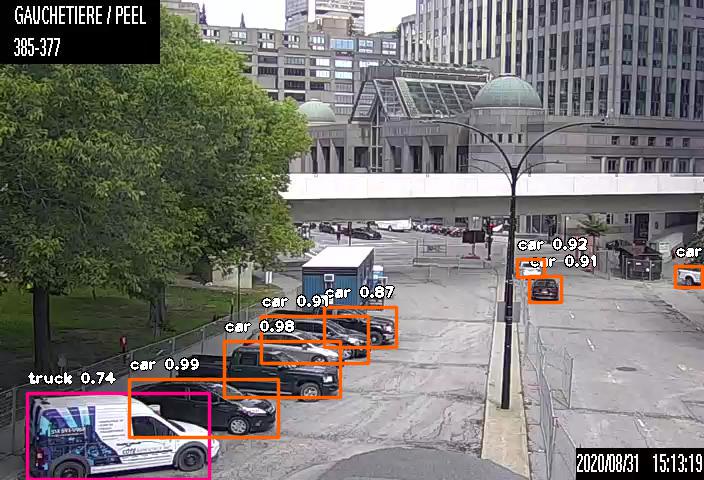 GAUCHETIERE / PEEL
385-377
car 0.92
car 0.91
car
car 0.87
car 0.91
car 0.98
car 0.99
truck 0.74
2020/08/31 15:13:19